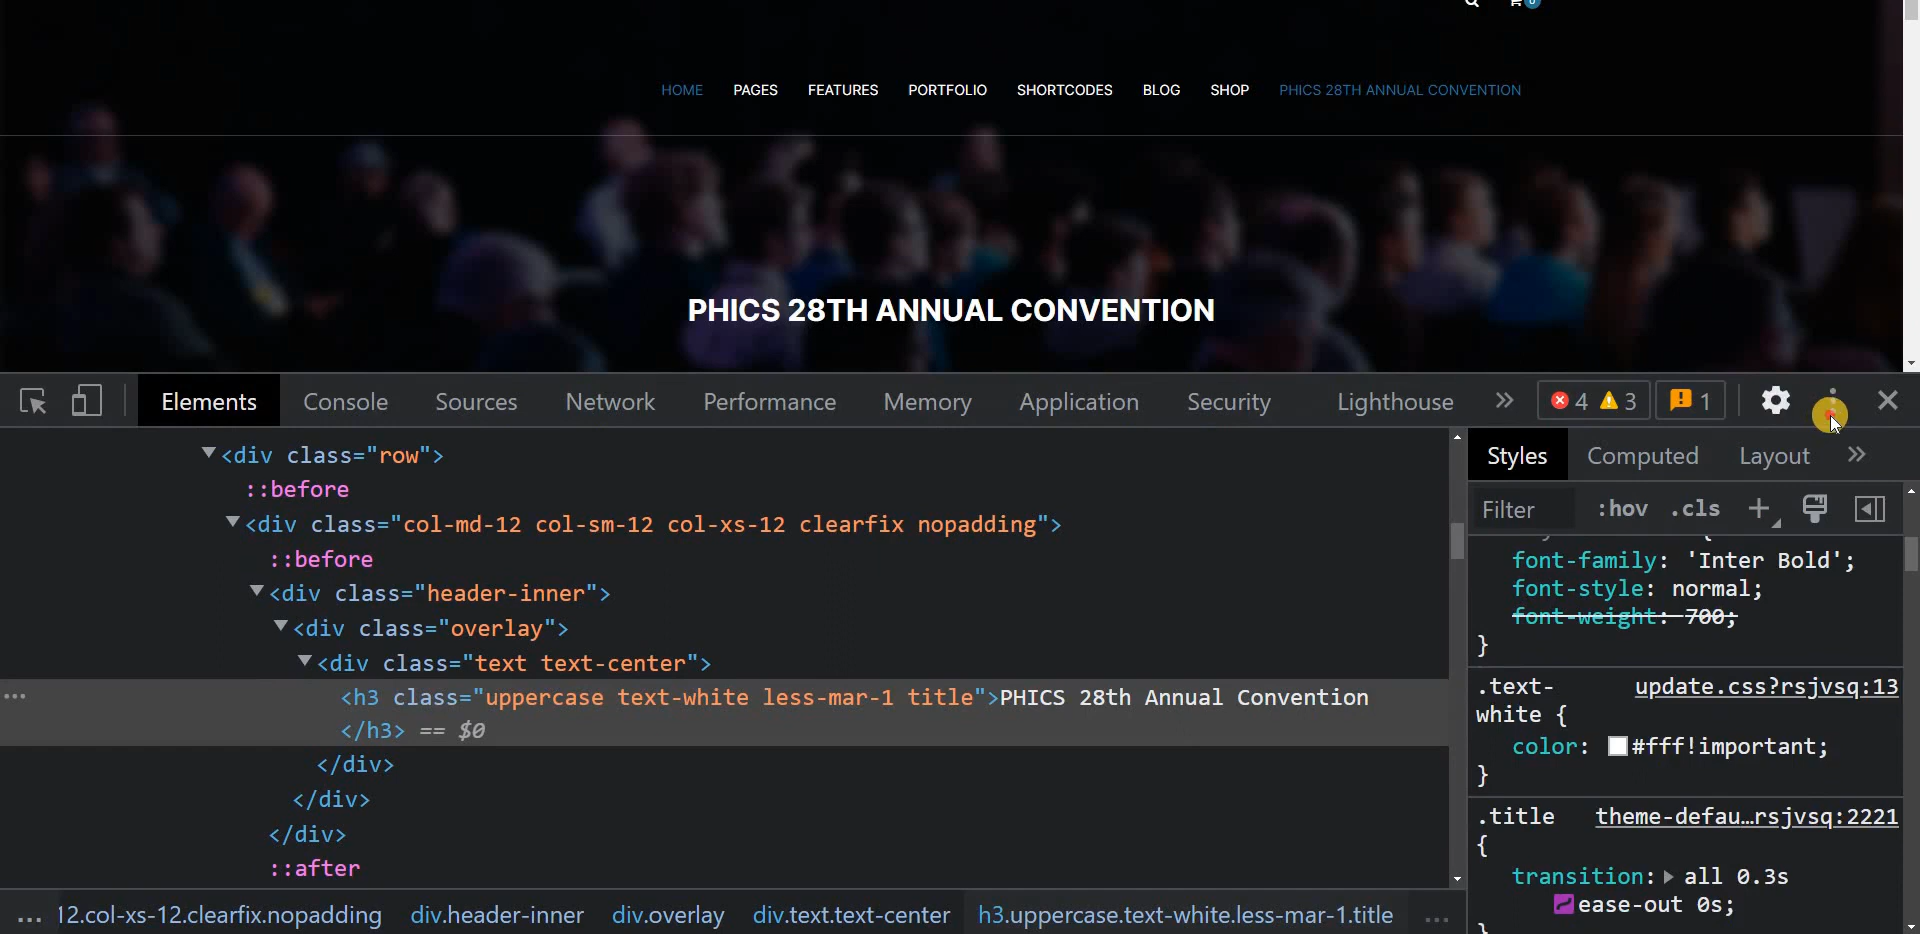 0
HOME PAGES FEATURES PORTFOLIO SHORTCODES BLOG SHOP PHICS 28TH ANNUAL CONVENTION
PHICS 28TH ANNUAL CONVENTION
Elements Console Sources Network Performance Memory Application Security Lighthouse » 4 3 1
<div class="row">
::before
<div class="col-md-12 col-sm-12 col-xs-12 clearfix nopadding">
::before
<div class="header-inner">
<div class="overlay">
<div class="text text-center">
... <h3 class="uppercase text-white less-mar-1 title">PHICS 28th Annual Convention
</h3> == $0
</div>
</div>
</div>
::after
... 12.col-xs-12.clearfix.nopadding div.header-inner div.overlay div.text.text-center h3.uppercase.text-white.less-mar-1.title ...
Styles Computed Layout »
Filter :hov .cls +
font-family: 'Inter Bold';
font-style: normal;
font-weight: 700;
}
.text- update.css?rsjvsq:13
white {
color: #fff!important;
}
.title theme-defau…rsjvsq:2221
{
transition: all 0.3s
ease-out 0s;
}